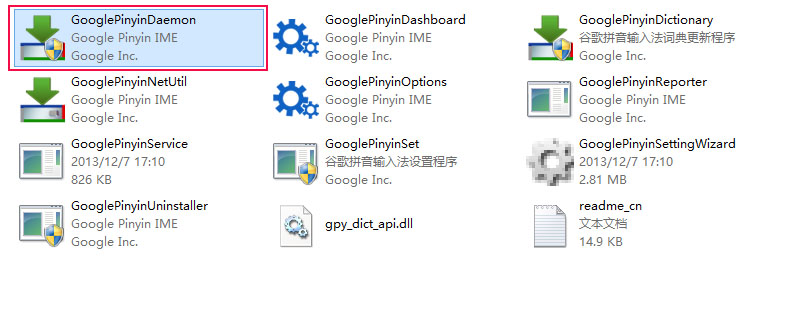 GooglePinyinDaemon
Google Pinyin IME
Google Inc.
GooglePinyinDashboard
Google Pinyin IME
Google Inc.
GooglePinyinDictionary
谷歌拼音输入法词典更新程序
Google Inc.
GooglePinyinNetUtil
Google Pinyin IME
Google Inc.
GooglePinyinOptions
Google Pinyin IME
Google Inc.
GooglePinyinReporter
Google Pinyin IME
Google Inc.
GooglePinyinService
2013/12/7 17:10
826 KB
GooglePinyinSet
谷歌拼音输入法设置程序
Google Inc.
GooglePinyinSettingWizard
2013/12/7 17:10
2.81 MB
GooglePinyinUninstaller
Google Pinyin IME
Google Inc.
gpy_dict_api.dll
readme_cn
文本文档
14.9 KB